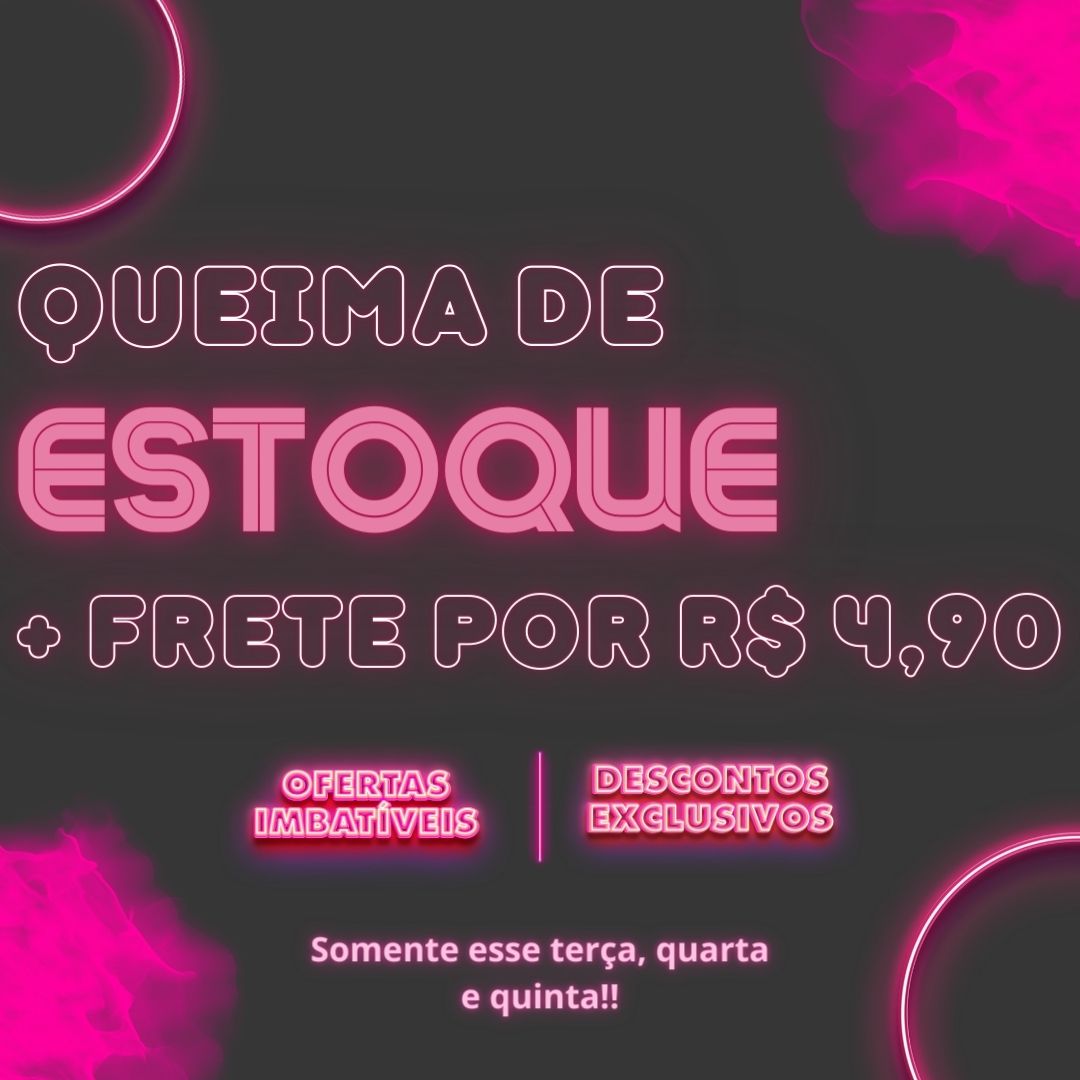 QUEIMA DE
ESTOQUE
+ FRETE POR R$ 4,90
OFERTAS
IMBATÍVEIS
DESCONTOS
EXCLUSIVOS
Somente esse terça, quarta
e quinta!!